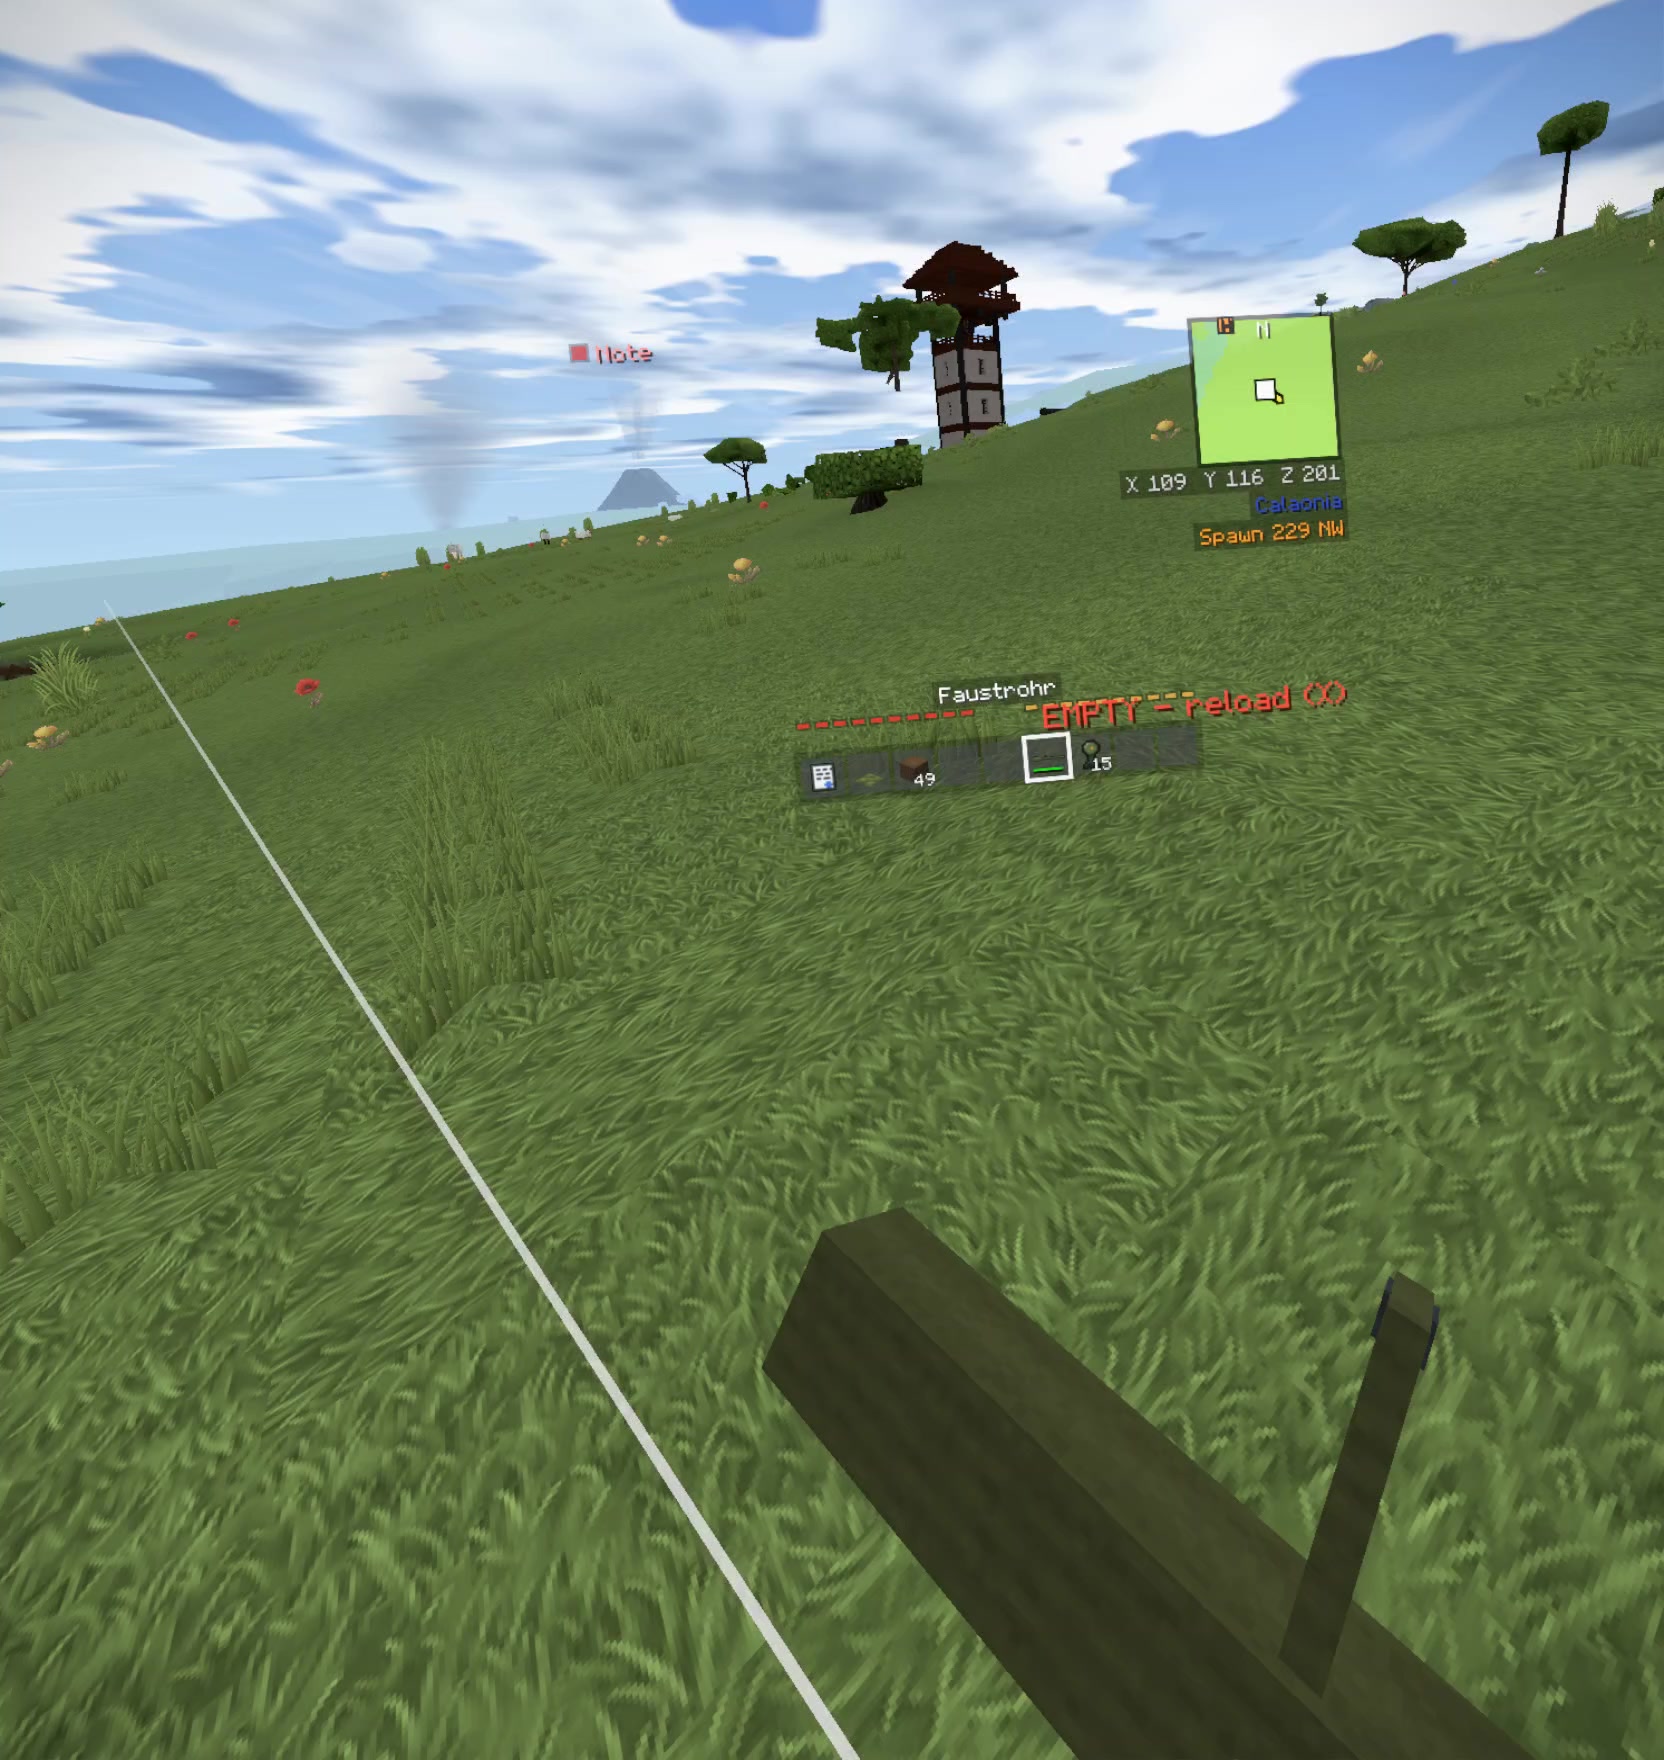 Note
N
X 109 Y 116 Z 201
Calaonia
Spawn 229 NW
Faustrohr
EMPTY - reload (X)
49
15